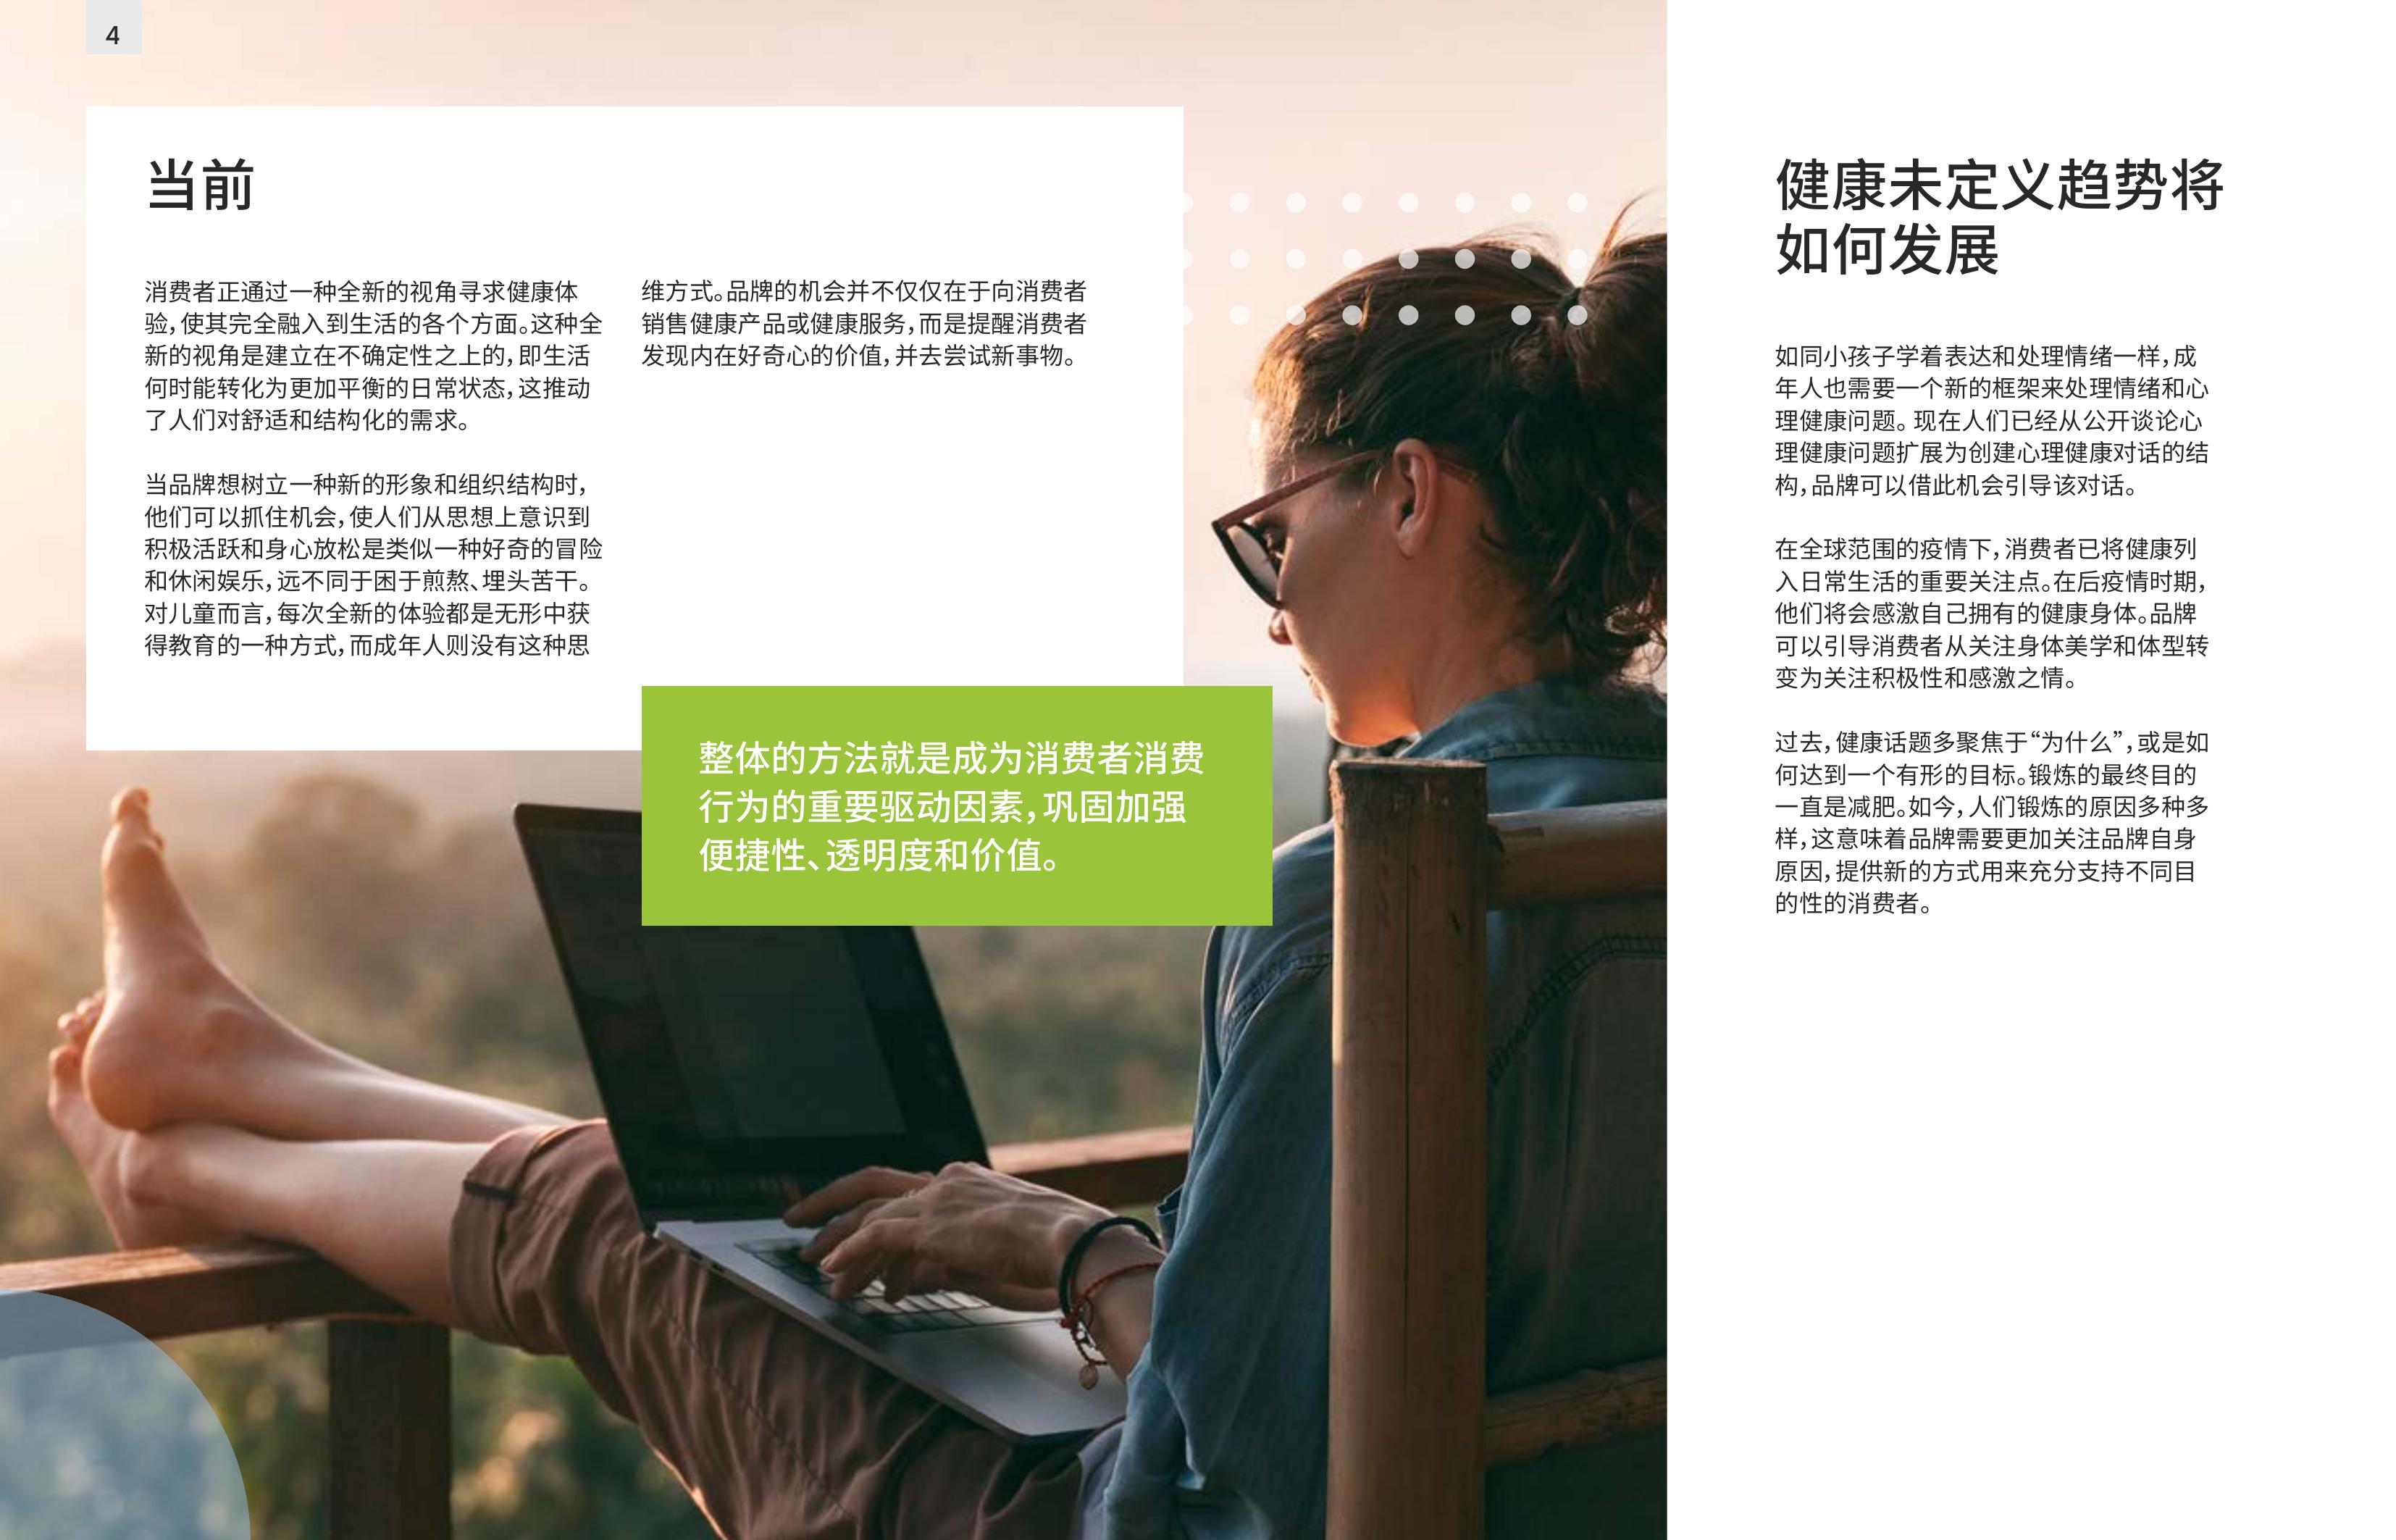 4
当前
消费者正通过一种全新的视角寻求健康体
验，使其完全融入到生活的各个方面。这种全
新的视角是建立在不确定性之上的，即生活
何时能转化为更加平衡的日常状态，这推动
了人们对舒适和结构化的需求。
当品牌想树立一种新的形象和组织结构时，
他们可以抓住机会，使人们从思想上意识到
积极活跃和身心放松是类似一种好奇的冒险
和休闲娱乐，远不同于困于煎熬、埋头苦干。
对儿童而言，每次全新的体验都是无形中获
得教育的一种方式，而成年人则没有这种思
维方式。品牌的机会并不仅仅在于向消费者
销售健康产品或健康服务，而是提醒消费者
发现内在好奇心的价值，并去尝试新事物。
整体的方法就是成为消费者消费
行为的重要驱动因素，巩固加强
便捷性、透明度和价值。
健康未定义趋势将
如何发展
如同小孩子学着表达和处理情绪一样，成
年人也需要一个新的框架来处理情绪和心
理健康问题。现在人们已经从公开谈论心
理健康问题扩展为创建心理健康对话的结
构，品牌可以借此机会引导该对话。
在全球范围的疫情下，消费者已将健康列
入日常生活的重要关注点。在后疫情时期，
他们将会感激自己拥有的健康身体。品牌
可以引导消费者从关注身体美学和体型转
变为关注积极性和感激之情。
过去，健康话题多聚焦于“为什么”，或是如
何达到一个有形的目标。锻炼的最终目的
一直是减肥。如今，人们锻炼的原因多种多
样，这意味着品牌需要更加关注品牌自身
原因，提供新的方式用来充分支持不同目
的性的消费者。